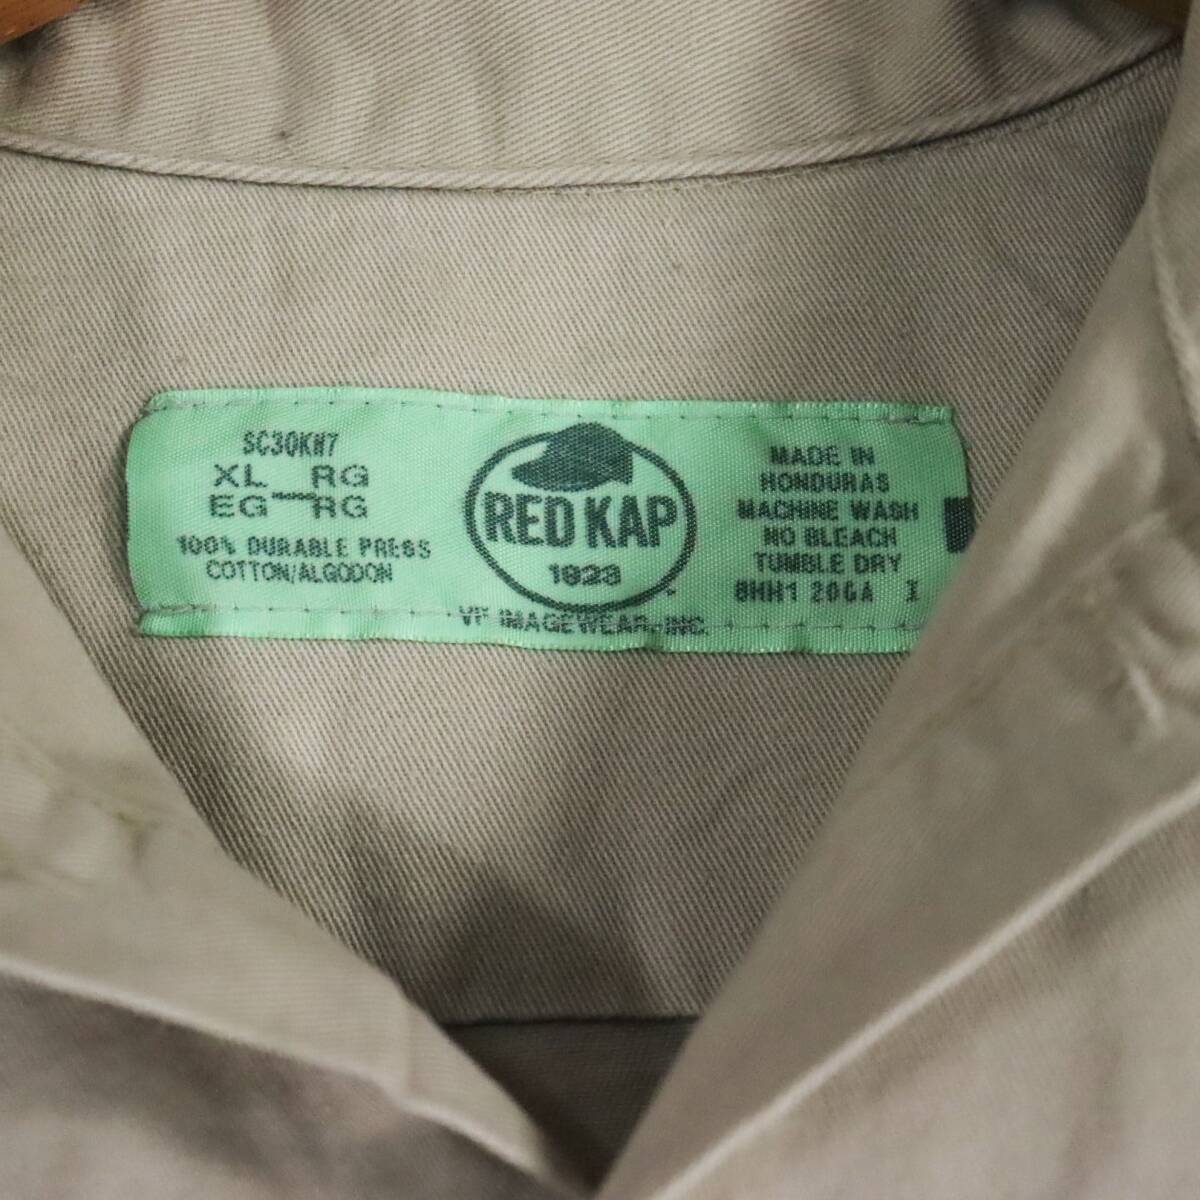 SC30KH7
XL RG
EG RG
100% DURABLE PRESS
COTTON/ALGODON
RED KAP
1923
VF IMAGEWEAR, INC.
MADE IN
HONDURAS
MACHINE WASH
NO BLEACH
TUMBLE DRY
8HH1 20GA I